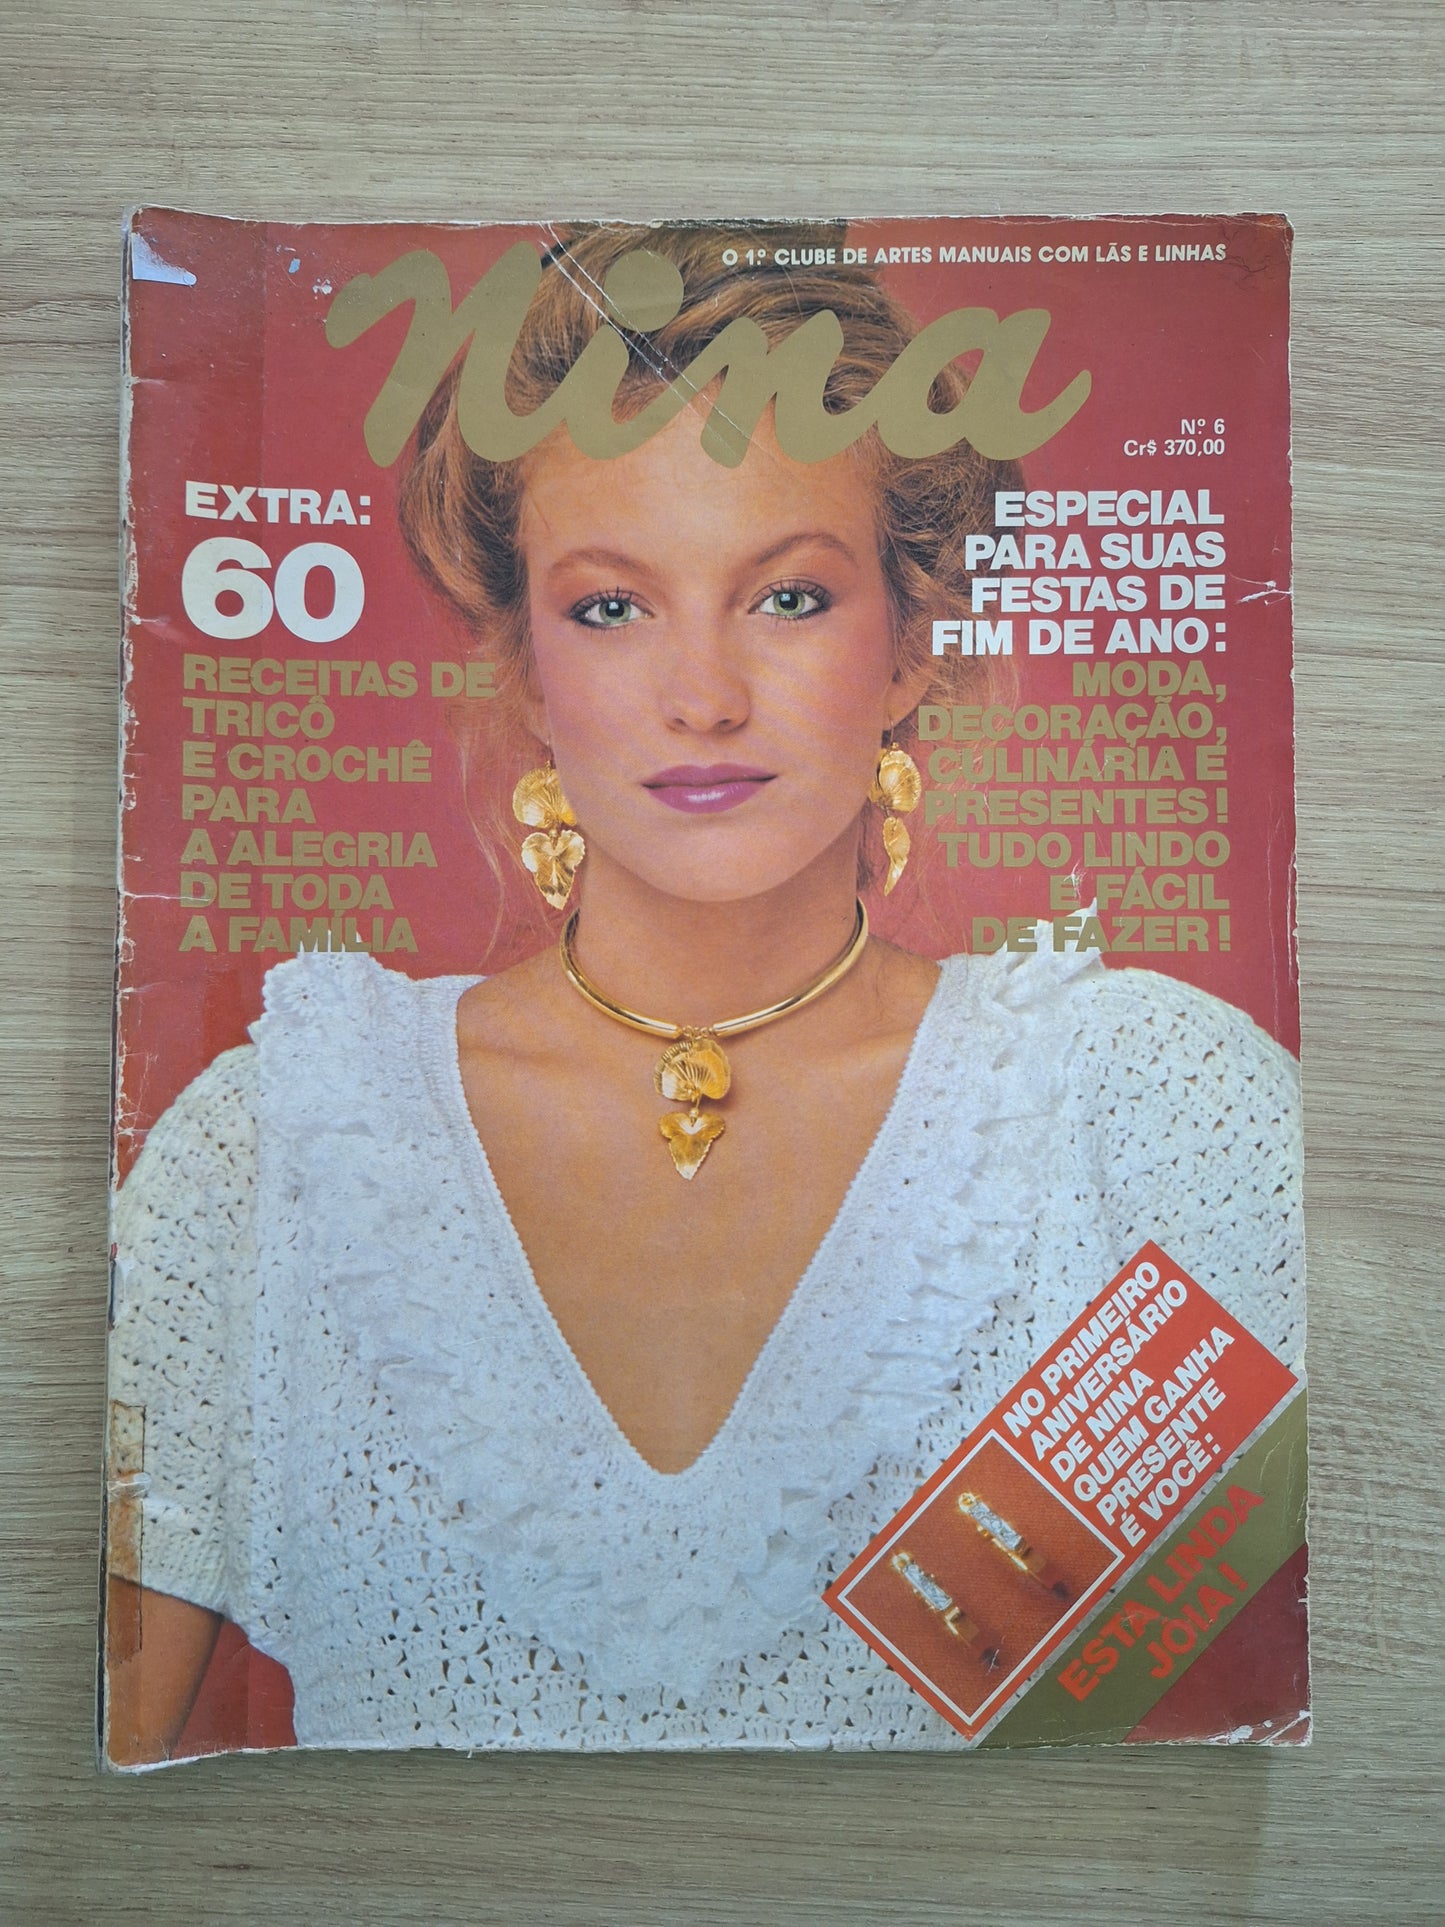 O 1º CLUBE DE ARTES MANUAIS COM LÃS E LINHAS
Nina
Nº 6
Cr$ 370,00
EXTRA:
60
RECEITAS DE
TRICÔ
E CROCHÊ
PARA
A ALEGRIA
DE TODA
A FAMÍLIA
ESPECIAL
PARA SUAS
FESTAS DE
FIM DE ANO:
MODA,
DECORAÇÃO,
CULINÁRIA E
PRESENTES!
TUDO LINDO
E FÁCIL
DE FAZER!
NO PRIMEIRO
ANIVERSÁRIO
DE NINA
QUEM GANHA
PRESENTE
É VOCÊ:
ESTA LINDA
JÓIA!